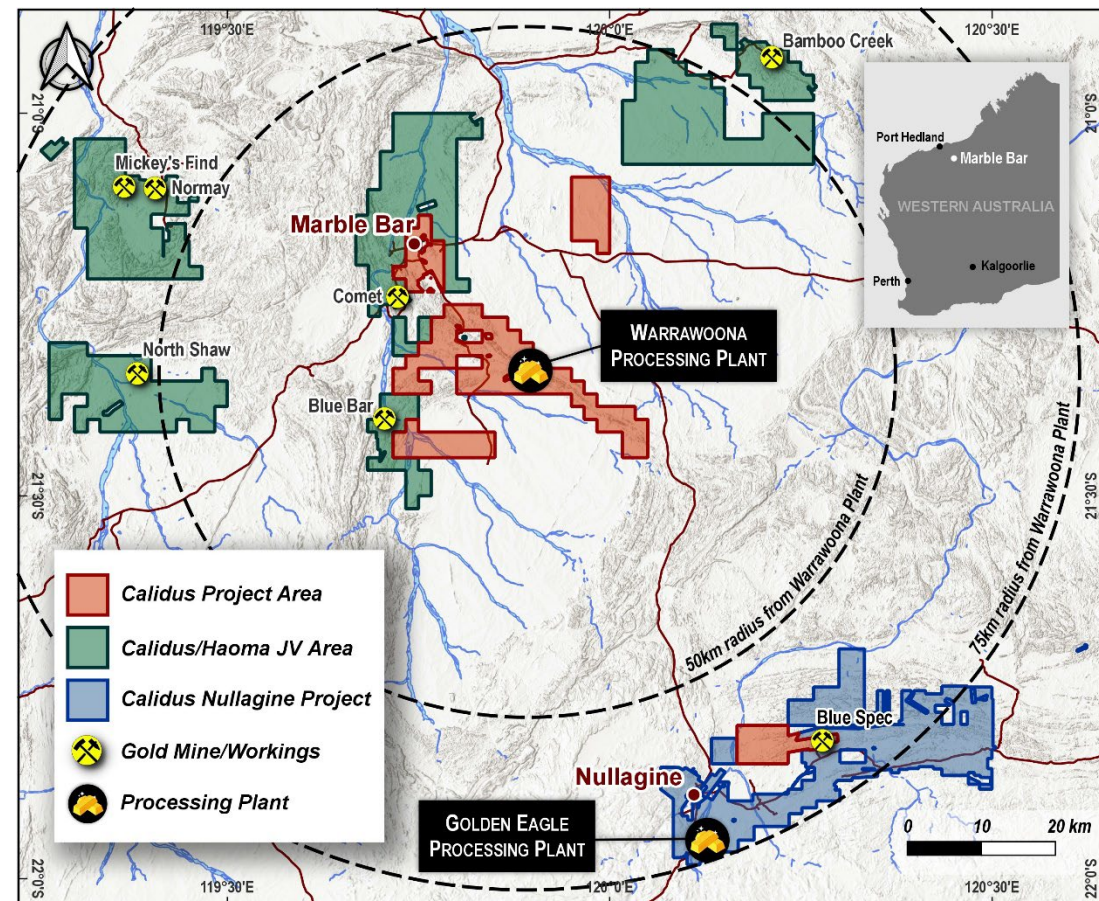 119°30'E
120°0'E
120°30'E
21°0'S
21°0'S
Bamboo Creek
Port Hedland
Marble Bar
WESTERN AUSTRALIA
Kalgoorlie
Perth
Mickey's Find
Normay
Marble Bar
Comet
WARRAWOONA
PROCESSING PLANT
North Shaw
Blue Bar
21°30'S
21°30'S
50km radius from Warrawoona Plant
75km radius from Warrawoona Plant
Calidus Project Area
Calidus/Haoma JV Area
Calidus Nullagine Project
Gold Mine/Workings
Processing Plant
Blue Spec
Nullagine
GOLDEN EAGLE
PROCESSING PLANT
0 10 20 km
22°0'S
22°0'S
119°30'E
120°0'E
120°30'E